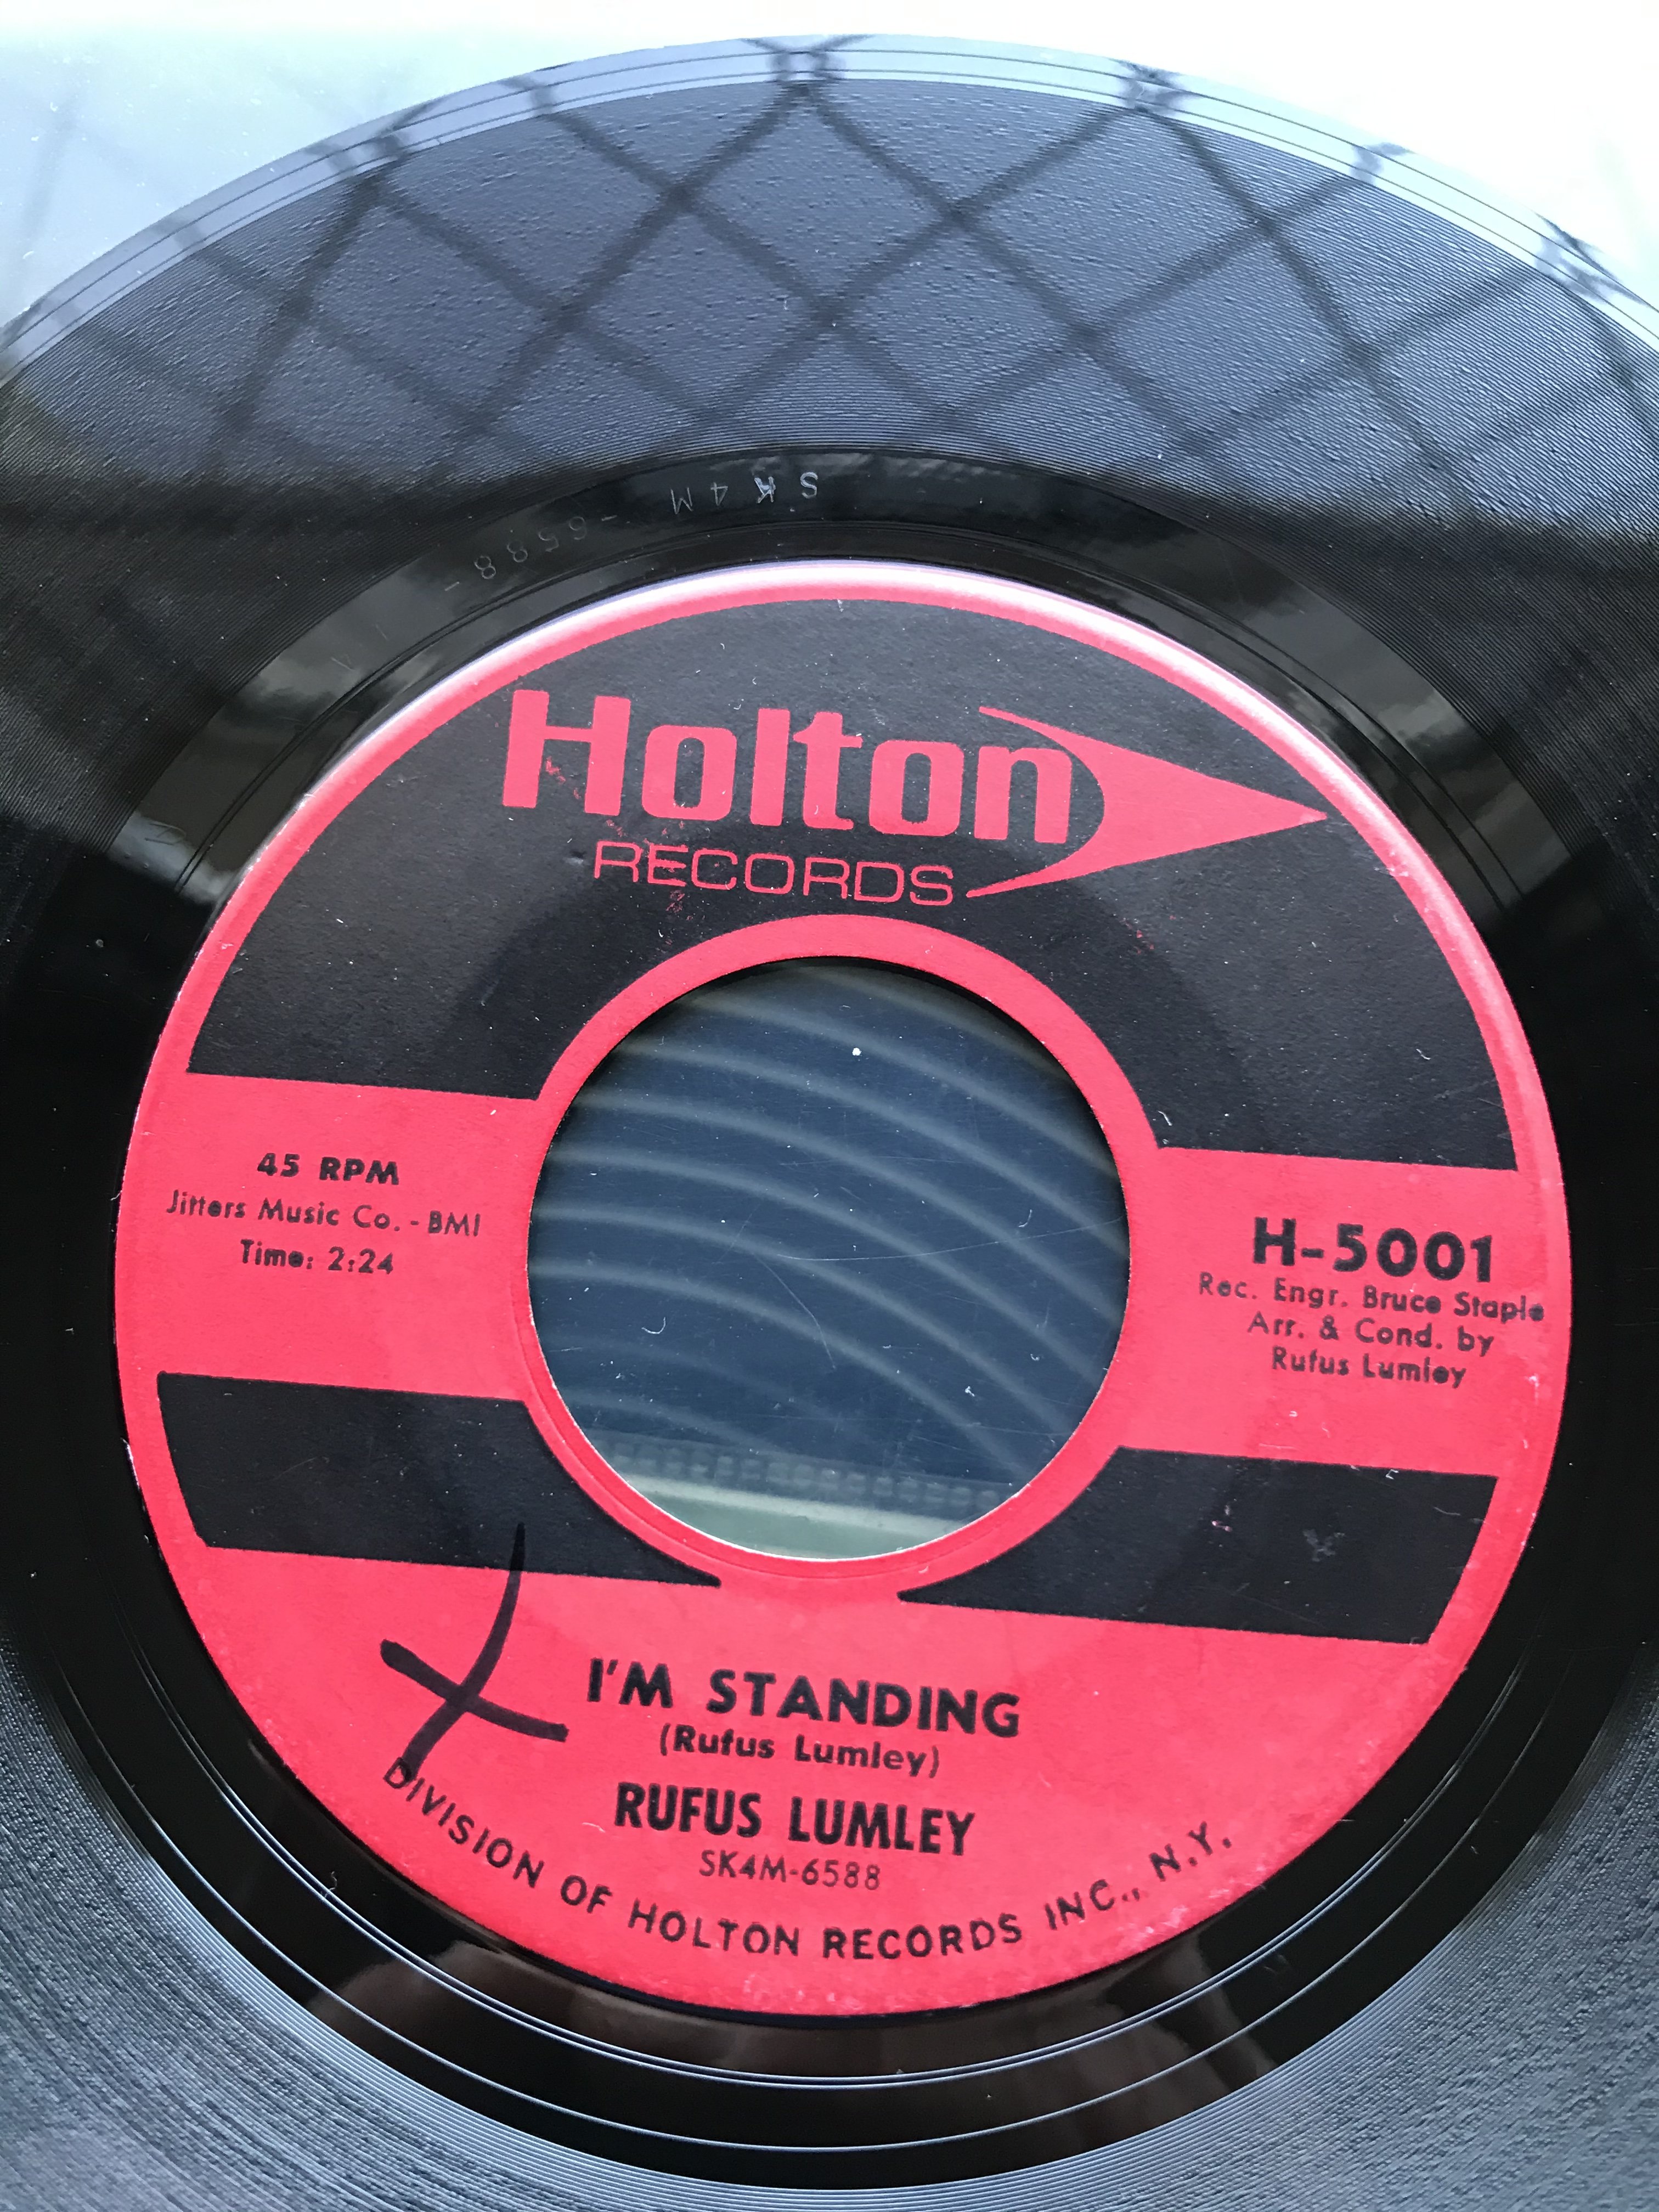 SK4M-6588-
Holton
RECORDS
45 RPM
Jitters Music Co. - BMI
Time: 2:24
H-5001
Rec. Engr. Bruce Staple
Arr. & Cond. by
Rufus Lumley
I'M STANDING
(Rufus Lumley)
RUFUS LUMLEY
SK4M-6588
DIVISION OF HOLTON RECORDS INC., N.Y.